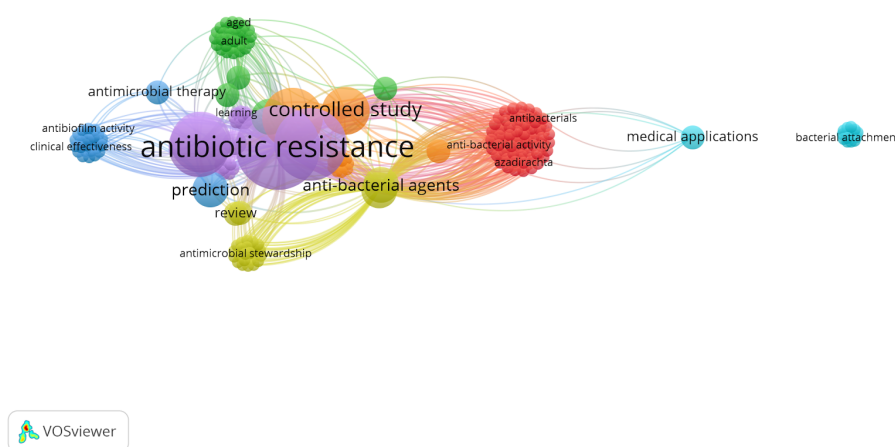 aged
adult
antimicrobial therapy
learning
controlled study
antibacterials
antibiofilm activity
clinical effectiveness
antibiotic resistance
anti-bacterial activity
azadirachta
medical applications
bacterial attachmen
prediction
anti-bacterial agents
review
antimicrobial stewardship
VOSviewer